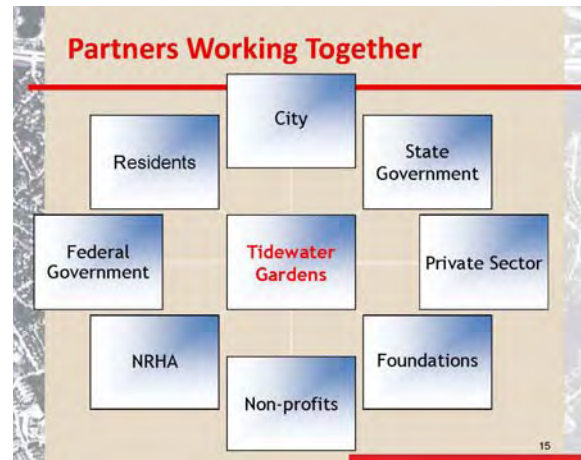 Partners Working Together
City
Residents
State
Government
Federal
Government
Tidewater
Gardens
Private Sector
NRHA
Foundations
Non-profits
15